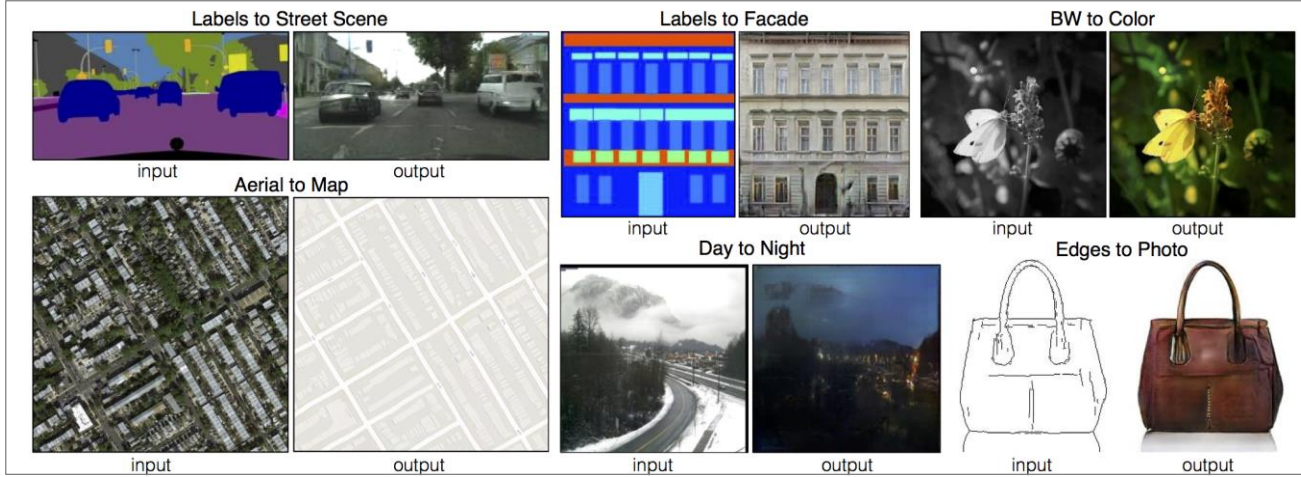 Labels to Street Scene
input
output
Aerial to Map
input
output
Labels to Facade
input
output
BW to Color
input
output
Day to Night
input
output
Edges to Photo
input
output